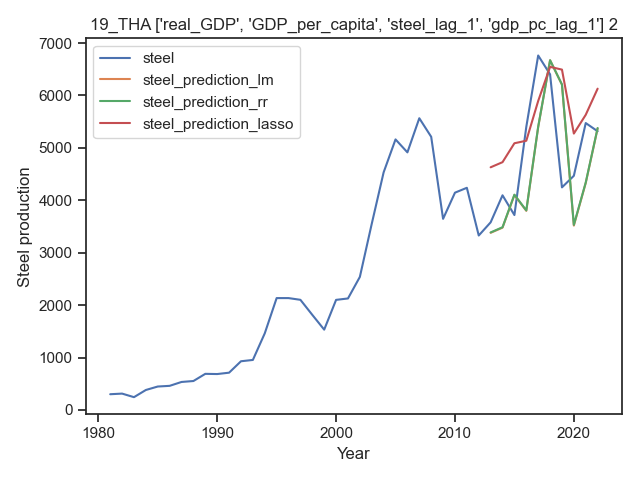 19_THA ['real_GDP', 'GDP_per_capita', 'steel_lag_1', 'gdp_pc_lag_1'] 2
7000
6000
5000
4000
3000
2000
1000
0
Steel production
steel
steel_prediction_lm
steel_prediction_rr
steel_prediction_lasso
1980
1990
2000
2010
2020
Year